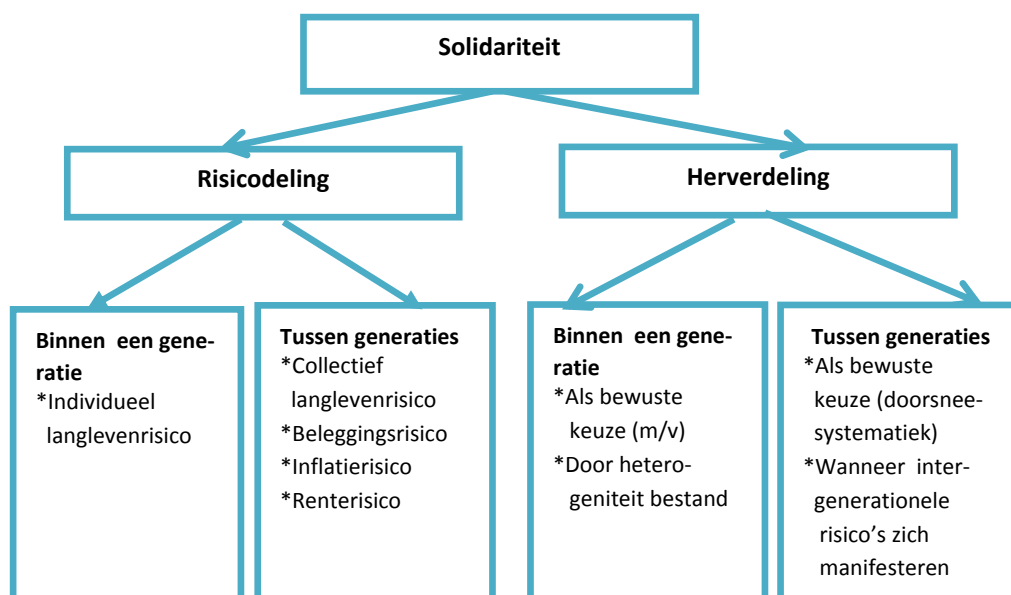 Solidariteit
Risicodeling
Herverdeling
Binnen een gene-
ratie
*Individueel
langlevenrisico
Tussen generaties
*Collectief
langlevenrisico
*Beleggingsrisico
*Inflatierisico
*Renterisico
Binnen een gene-
ratie
*Als bewuste
keuze (m/v)
*Door hetero-
geniteit bestand
Tussen generaties
*Als bewuste
keuze (doorsnee-
systematiek)
*Wanneer inter-
generationele
risico’s zich
manifesteren